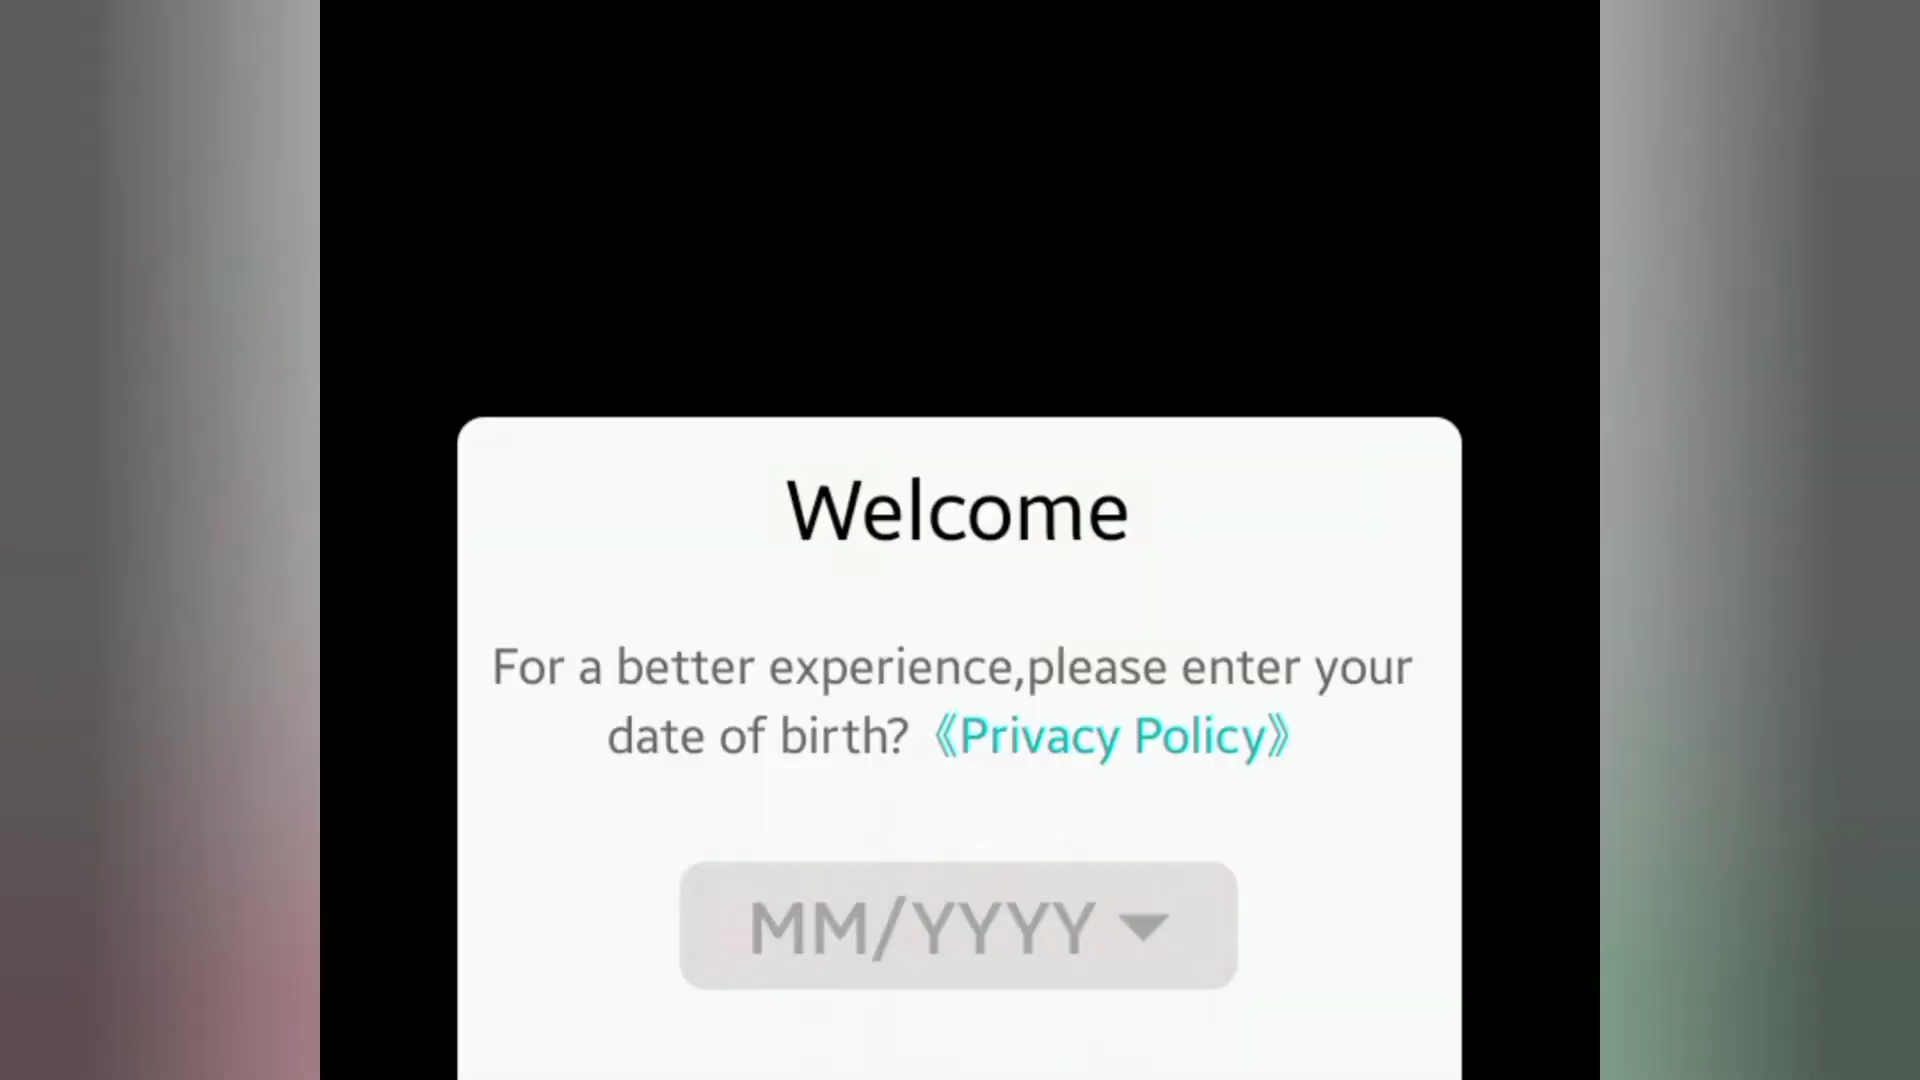 Welcome
For a better experience,please enter your
date of birth? 《Privacy Policy》
MM/YYYY